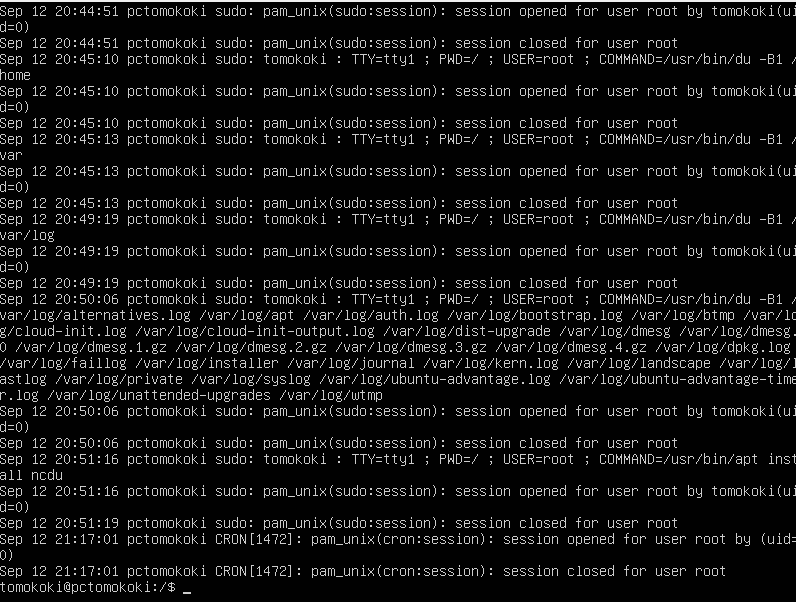 Sep 12 20:44:51 pctomokoki sudo: pam_unix(sudo:session): session opened for user root by tomokoki(ui
d=0)
Sep 12 20:44:51 pctomokoki sudo: pam_unix(sudo:session): session closed for user root
Sep 12 20:45:10 pctomokoki sudo: tomokoki : TTY=tty1 ; PWD=/ ; USER=root ; COMMAND=/usr/bin/du -B1 /
home
Sep 12 20:45:10 pctomokoki sudo: pam_unix(sudo:session): session opened for user root by tomokoki(ui
d=0)
Sep 12 20:45:10 pctomokoki sudo: pam_unix(sudo:session): session closed for user root
Sep 12 20:45:13 pctomokoki sudo: tomokoki : TTY=tty1 ; PWD=/ ; USER=root ; COMMAND=/usr/bin/du -B1 /
var
Sep 12 20:45:13 pctomokoki sudo: pam_unix(sudo:session): session opened for user root by tomokoki(ui
d=0)
Sep 12 20:45:13 pctomokoki sudo: pam_unix(sudo:session): session closed for user root
Sep 12 20:49:19 pctomokoki sudo: tomokoki : TTY=tty1 ; PWD=/ ; USER=root ; COMMAND=/usr/bin/du -B1 /
var/log
Sep 12 20:49:19 pctomokoki sudo: pam_unix(sudo:session): session opened for user root by tomokoki(ui
d=0)
Sep 12 20:49:19 pctomokoki sudo: pam_unix(sudo:session): session closed for user root
Sep 12 20:50:06 pctomokoki sudo: tomokoki : TTY=tty1 ; PWD=/ ; USER=root ; COMMAND=/usr/bin/du -B1 /
var/log/alternatives.log /var/log/apt /var/log/auth.log /var/log/bootstrap.log /var/log/btmp /var/lo
g/cloud-init.log /var/log/cloud-init-output.log /var/log/dist-upgrade /var/log/dmesg /var/log/dmesg.
0 /var/log/dmesg.1.gz /var/log/dmesg.2.gz /var/log/dmesg.3.gz /var/log/dmesg.4.gz /var/log/dpkg.log
/var/log/faillog /var/log/installer /var/log/journal /var/log/kern.log /var/log/landscape /var/log/l
astlog /var/log/private /var/log/syslog /var/log/ubuntu-advantage.log /var/log/ubuntu-advantage-time
r.log /var/log/unattended-upgrades /var/log/wtmp
Sep 12 20:50:06 pctomokoki sudo: pam_unix(sudo:session): session opened for user root by tomokoki(ui
d=0)
Sep 12 20:50:06 pctomokoki sudo: pam_unix(sudo:session): session closed for user root
Sep 12 20:51:16 pctomokoki sudo: tomokoki : TTY=tty1 ; PWD=/ ; USER=root ; COMMAND=/usr/bin/apt inst
all ncdu
Sep 12 20:51:16 pctomokoki sudo: pam_unix(sudo:session): session opened for user root by tomokoki(ui
d=0)
Sep 12 20:51:19 pctomokoki sudo: pam_unix(sudo:session): session closed for user root
Sep 12 21:17:01 pctomokoki CRON[1472]: pam_unix(cron:session): session opened for user root by (uid=
0)
Sep 12 21:17:01 pctomokoki CRON[1472]: pam_unix(cron:session): session closed for user root
tomokoki@pctomokoki:/$ _